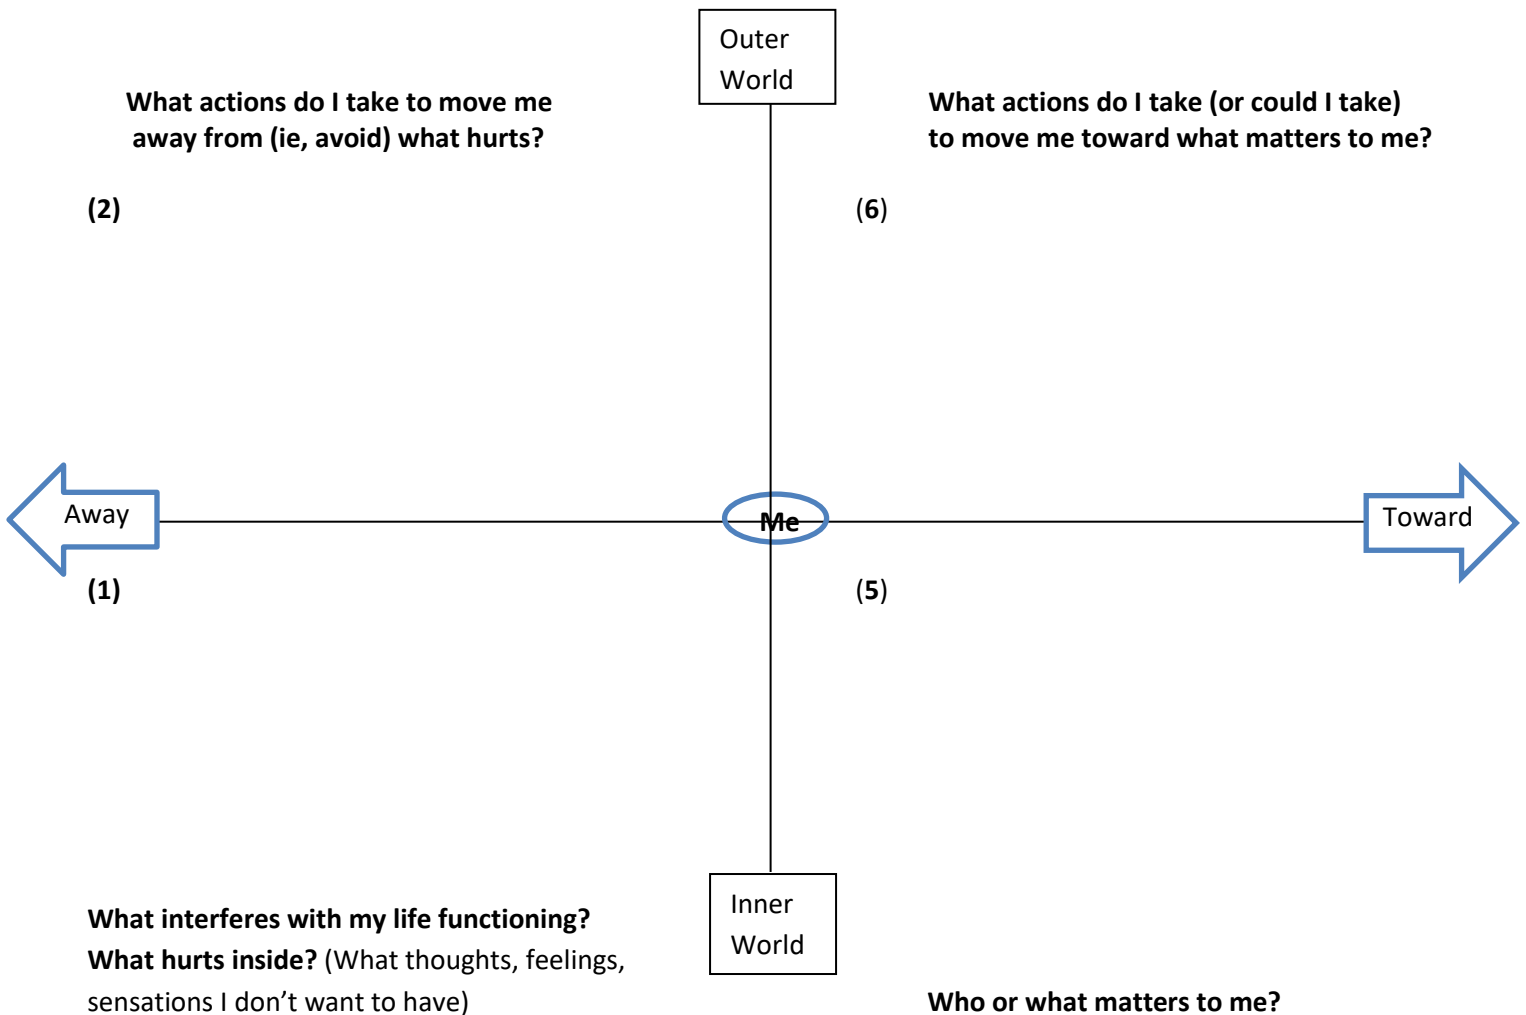 Outer
World
What actions do I take to move me
away from (ie, avoid) what hurts?
What actions do I take (or could I take)
to move me toward what matters to me?
(2)
(6)
Away
Me
Toward
(1)
(5)
What interferes with my life functioning?
What hurts inside? (What thoughts, feelings,
sensations I don’t want to have)
Inner
World
Who or what matters to me?